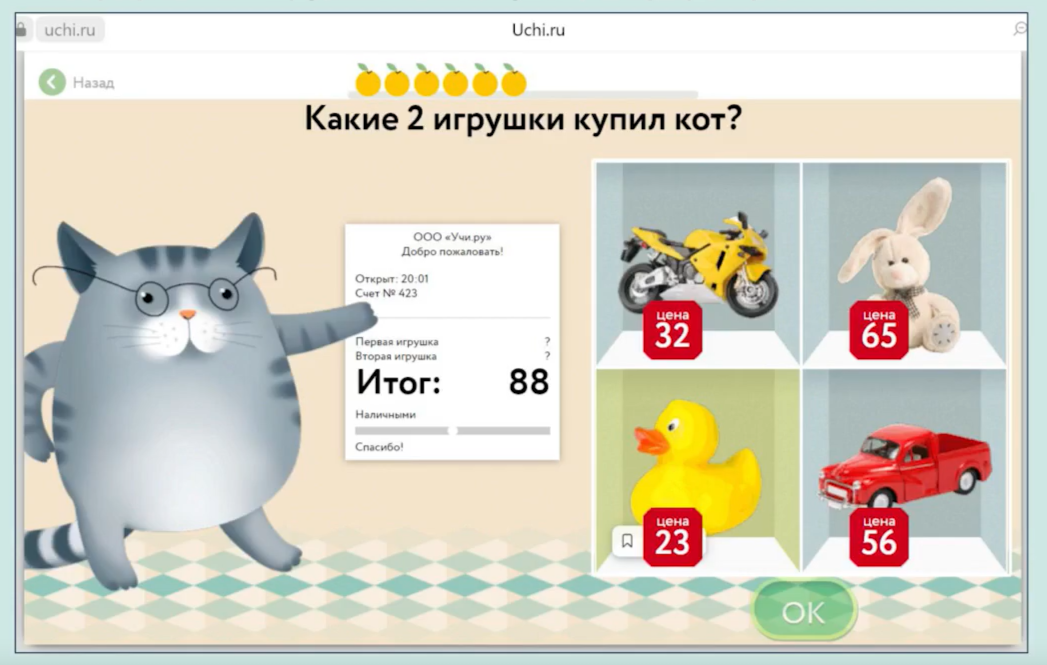 uchi.ru
Uchi.ru
Назад
Какие 2 игрушки купил кот?
ООО «Учи.ру»
Добро пожаловать!
Открыт: 20:01
Счет № 423
Первая игрушка ?
Вторая игрушка ?
Итог: 88
Наличными
Спасибо!
цена
32
цена
65
цена
23
цена
56
OK